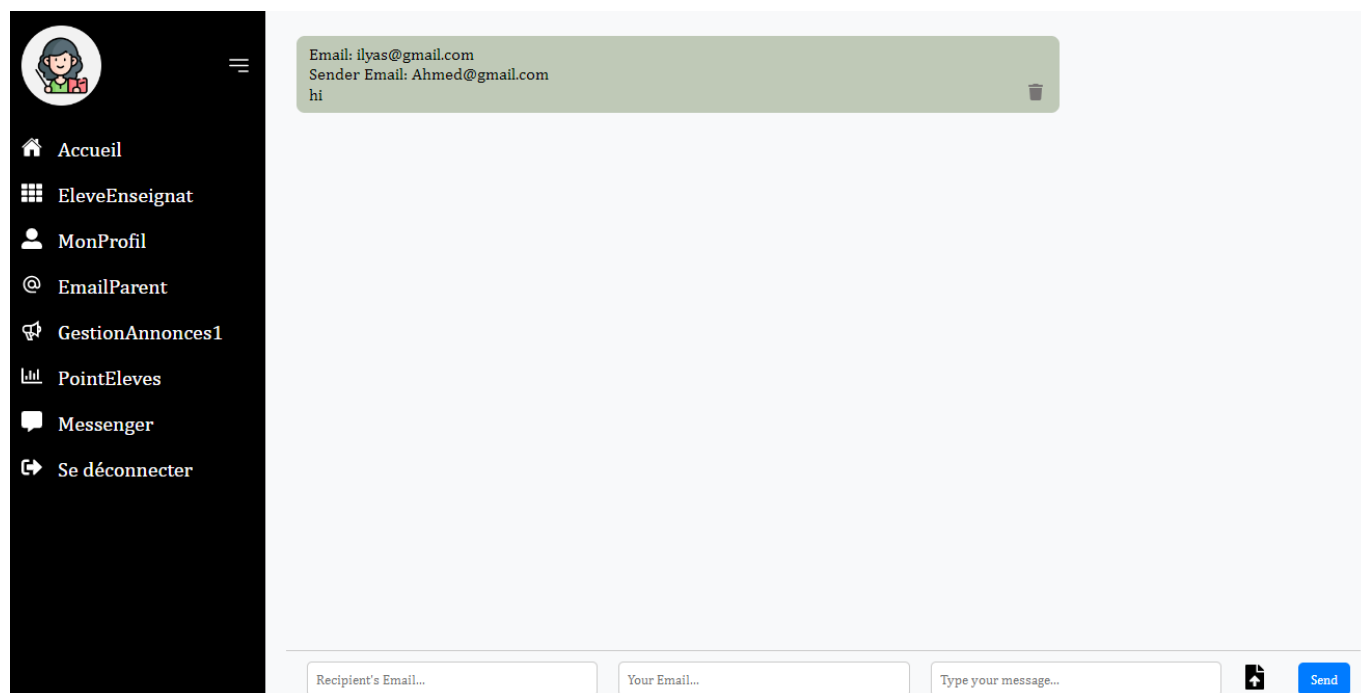 Email: ilyas@gmail.com
Sender Email: Ahmed@gmail.com
hi
Accueil
EleveEnseignat
MonProfil
EmailParent
GestionAnnonces1
PointEleves
Messenger
Se déconnecter
Recipient's Email...
Your Email...
Type your message...
Send